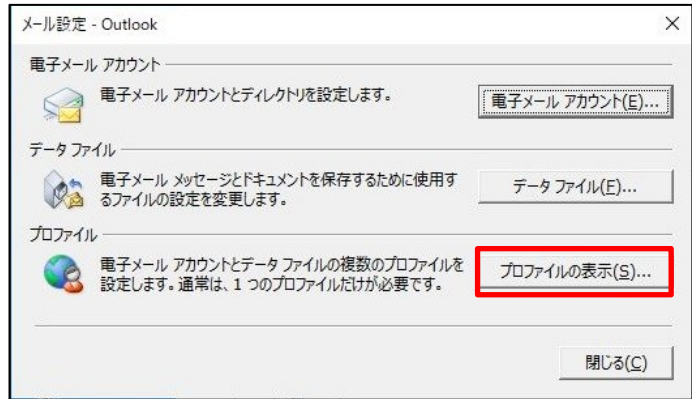 メール設定 - Outlook
電子メール アカウント
電子メール アカウントとディレクトリを設定します。
電子メール アカウント(E)...
データ ファイル
電子メール メッセージとドキュメントを保存するために使用す
るファイルの設定を変更します。
データ ファイル(F)...
プロファイル
電子メール アカウントとデータ ファイルの複数のプロファイルを
設定します。通常は、1 つのプロファイルだけが必要です。
プロファイルの表示(S)...
閉じる(C)